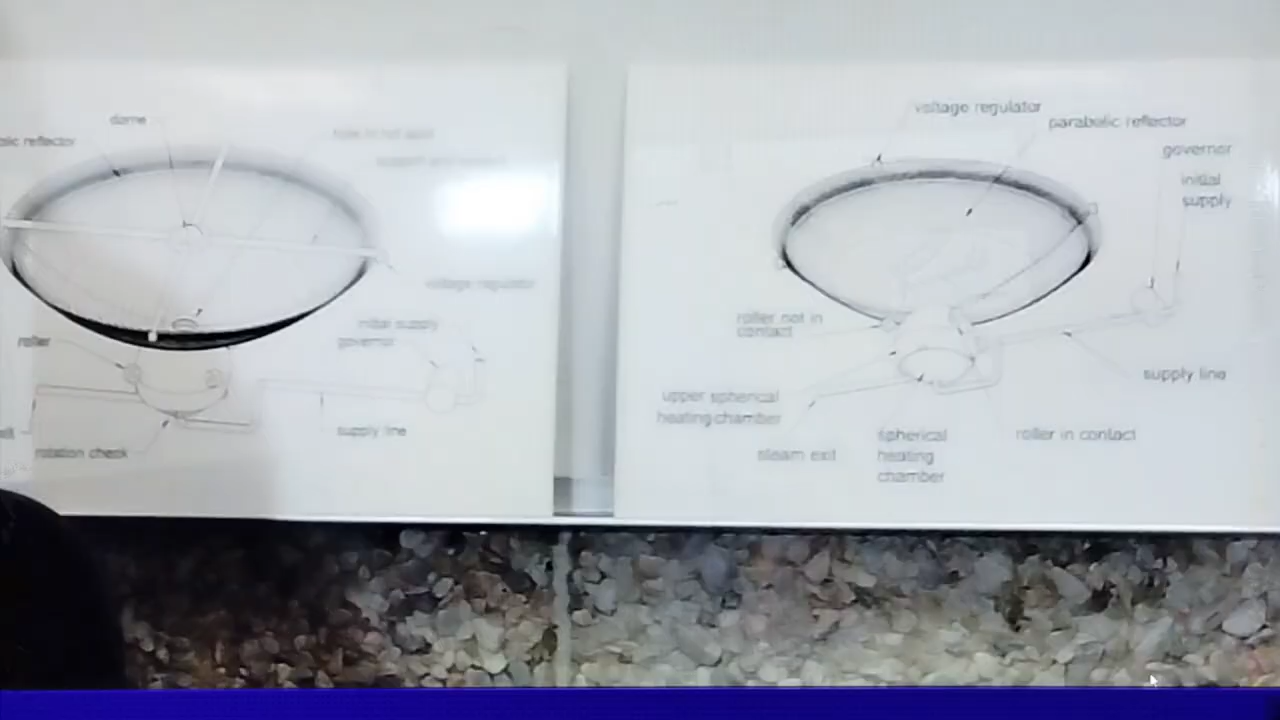 dome
reflector
voltage regulator
initial supply
governor
roller
supply line
rotation check
voltage regulator
parabolic reflector
governor
initial
supply
roller not in
contact
supply line
upper spherical
heating chamber
steam exit
spherical
heating
chamber
roller in contact